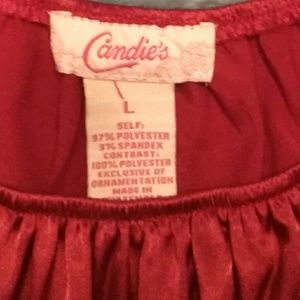 Candie's
L
SELF:
97% POLYESTER
3% SPANDEX
CONTRAST:
100% POLYESTER
EXCLUSIVE OF
ORNAMENTATION
MADE IN